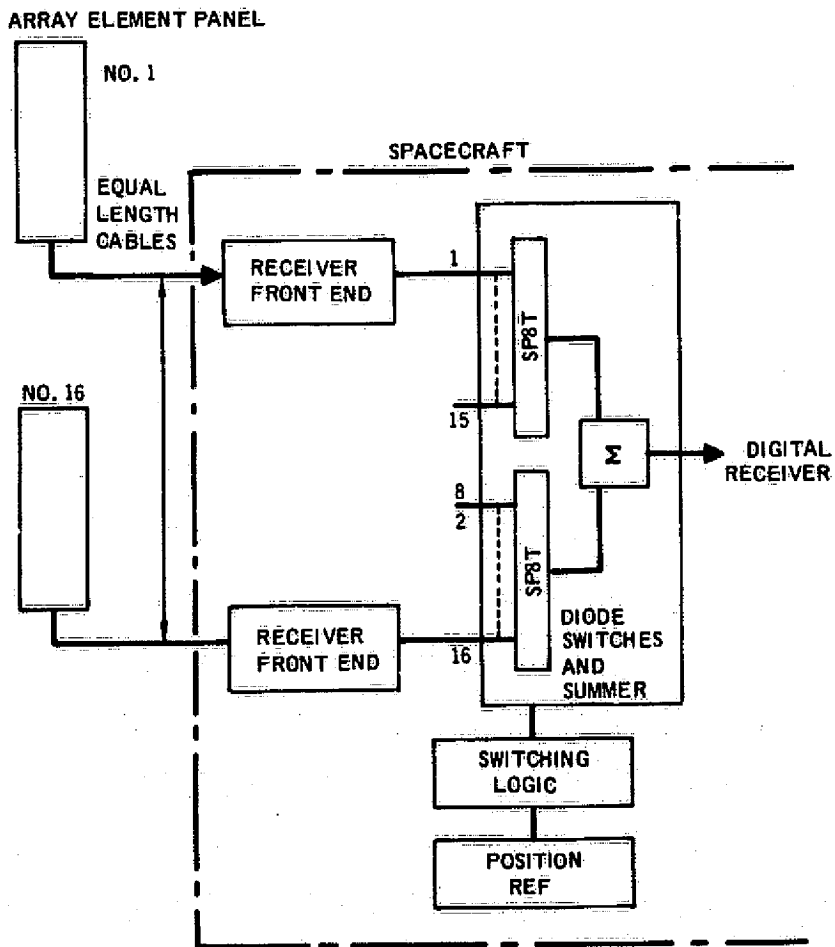 ARRAY ELEMENT PANEL
NO. 1
SPACECRAFT
EQUAL
LENGTH
CABLES
RECEIVER
FRONT END
1
SP8T
15
NO. 16
Σ
DIGITAL
RECEIVER
8
2
SP8T
RECEIVER
FRONT END
16
DIODE
SWITCHES
AND
SUMMER
SWITCHING
LOGIC
POSITION
REF